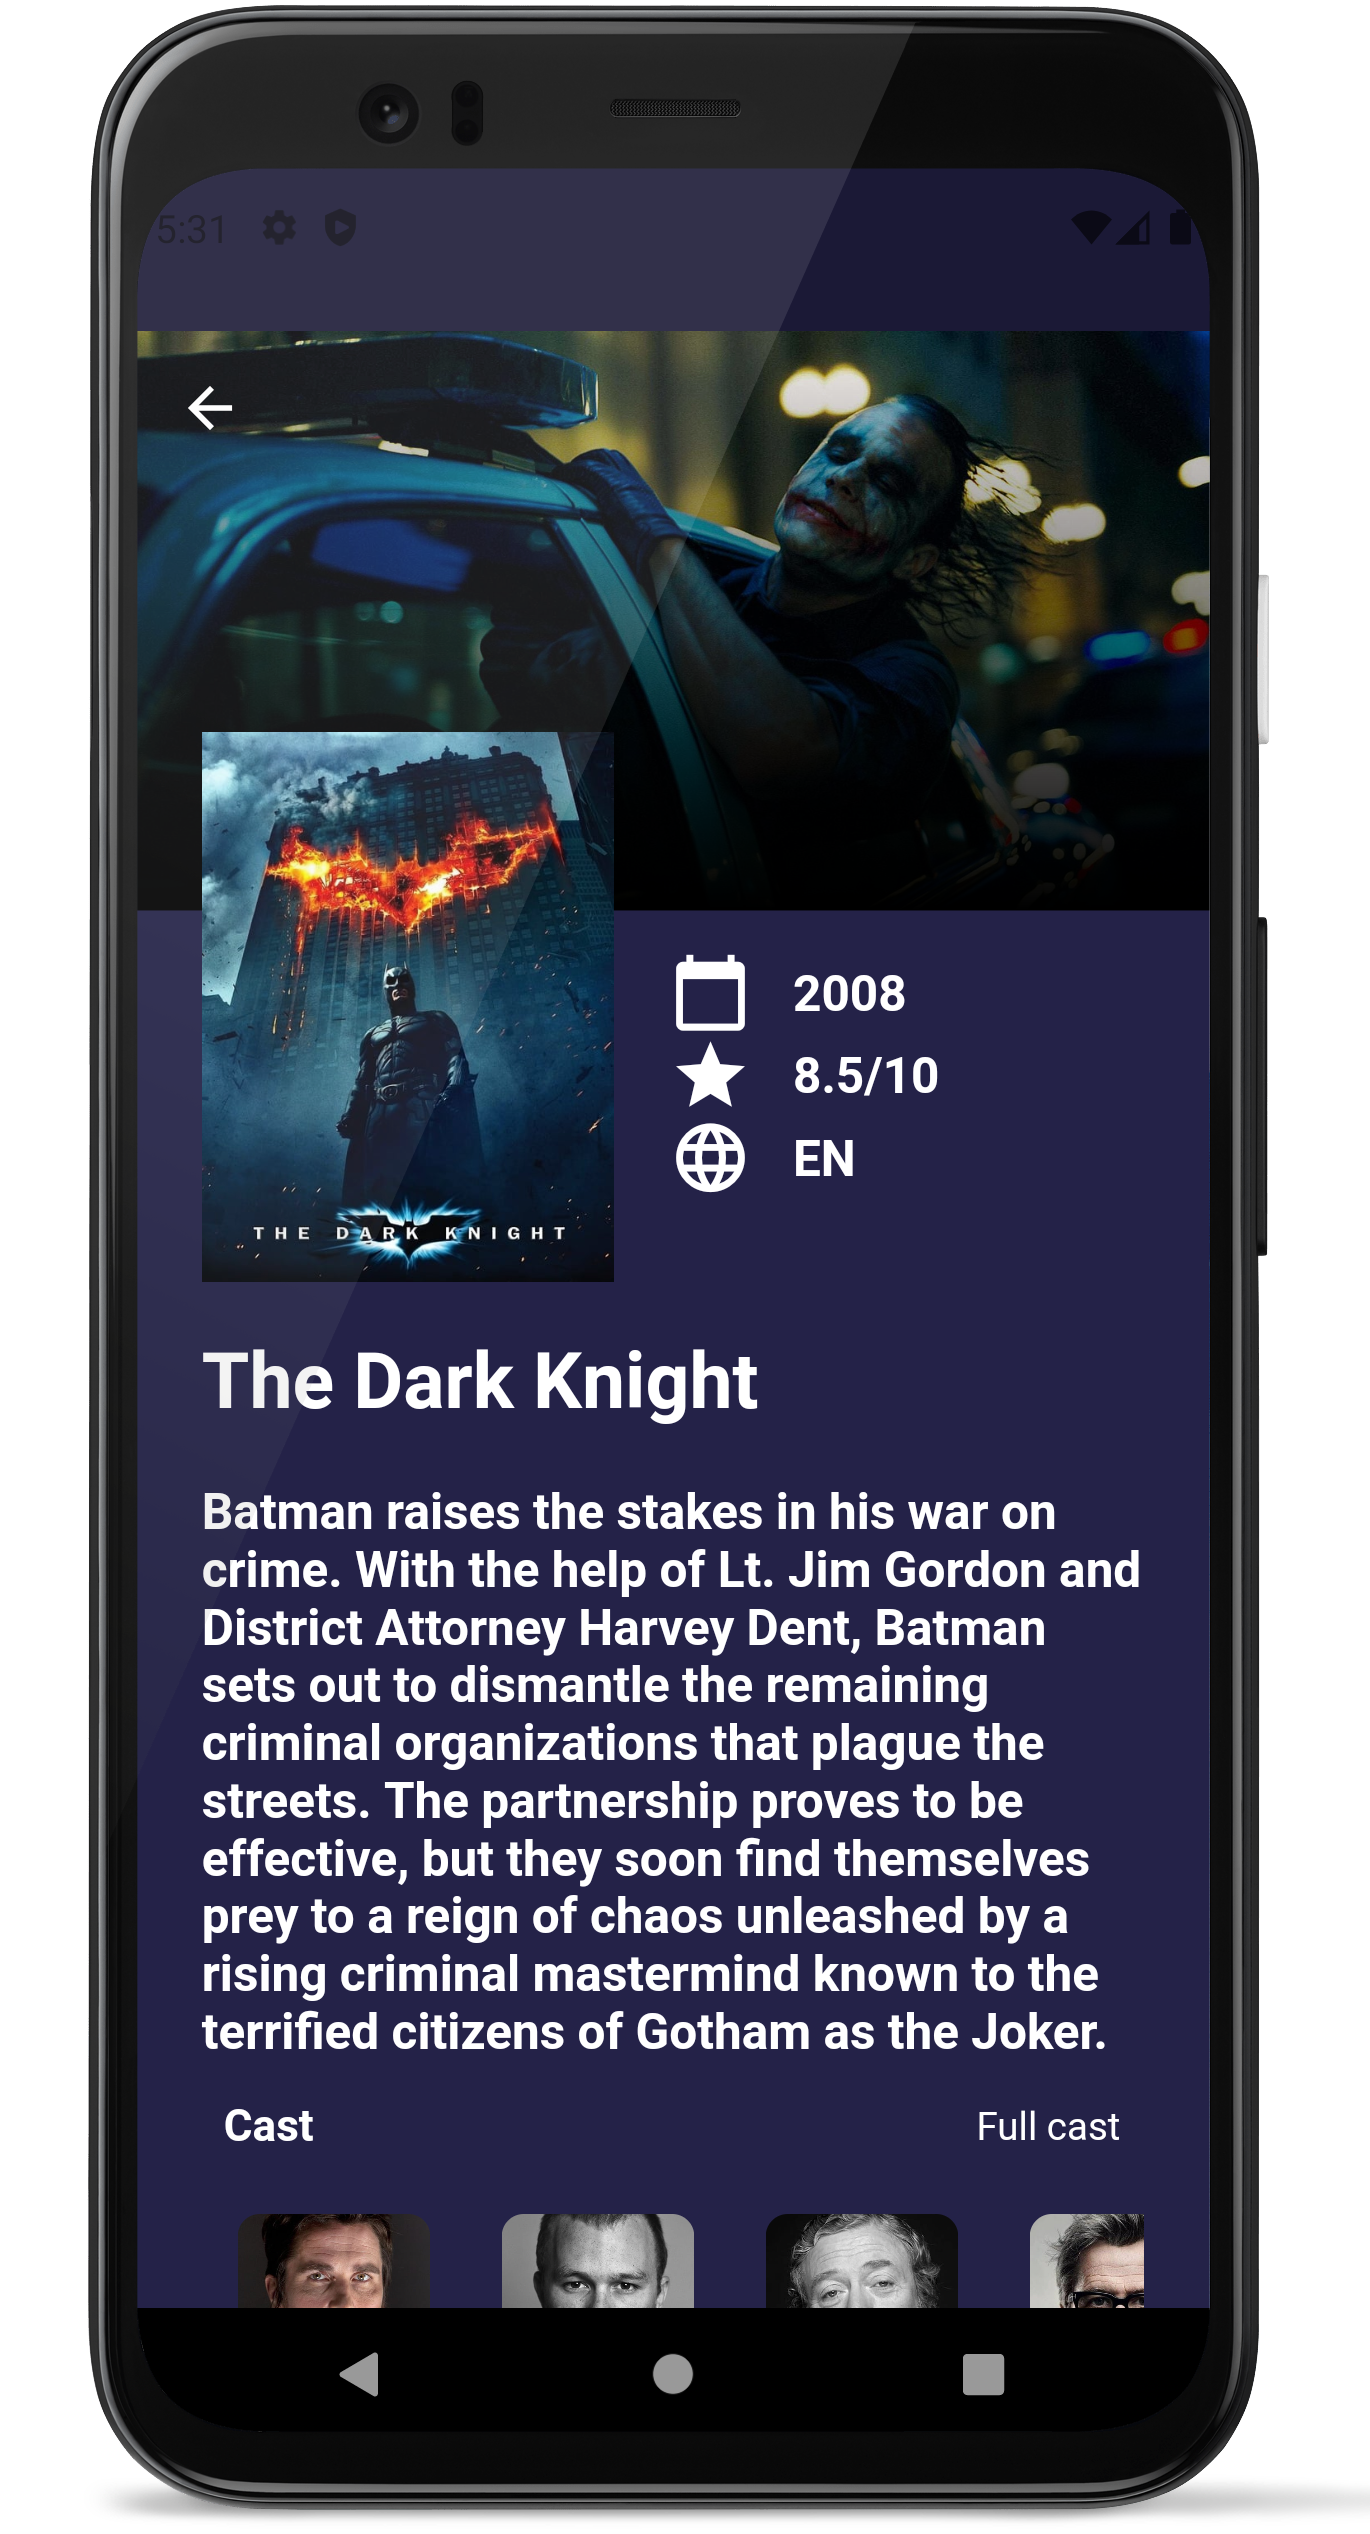 5:31
THE DARK KNIGHT
2008
8.5/10
EN
The Dark Knight
Batman raises the stakes in his war on
crime. With the help of Lt. Jim Gordon and
District Attorney Harvey Dent, Batman
sets out to dismantle the remaining
criminal organizations that plague the
streets. The partnership proves to be
effective, but they soon find themselves
prey to a reign of chaos unleashed by a
rising criminal mastermind known to the
terrified citizens of Gotham as the Joker.
Cast
Full cast